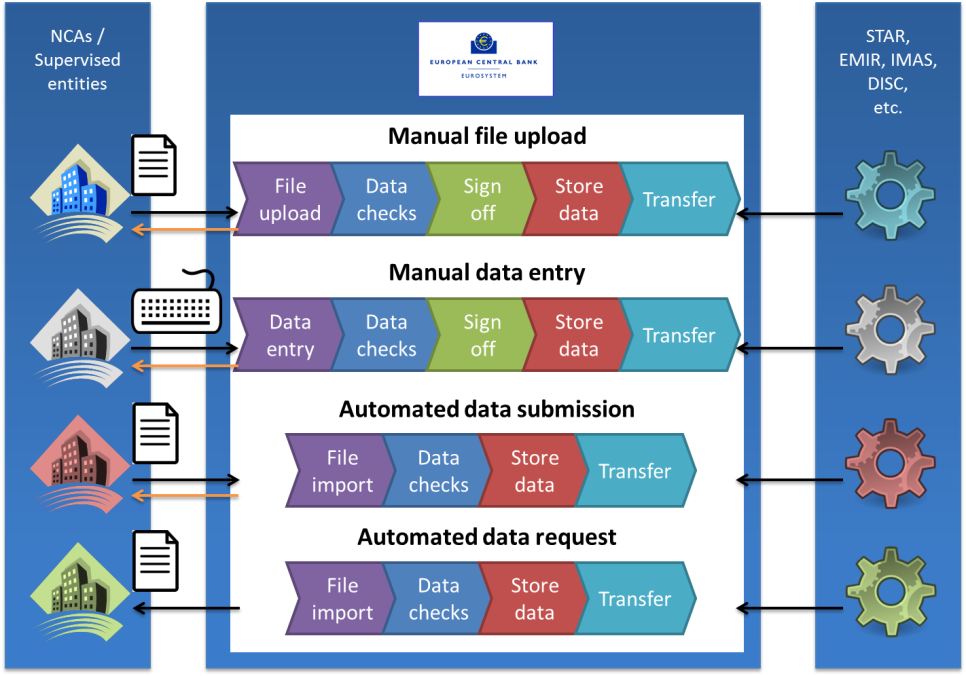 NCAs /
Supervised
entities
EUROPEAN CENTRAL BANK
EUROSYSTEM
STAR,
EMIR, IMAS,
DISC,
etc.
Manual file upload
File
upload
Data
checks
Sign
off
Store
data
Transfer
Manual data entry
Data
entry
Data
checks
Sign
off
Store
data
Transfer
Automated data submission
File
import
Data
checks
Store
data
Transfer
Automated data request
File
import
Data
checks
Store
data
Transfer